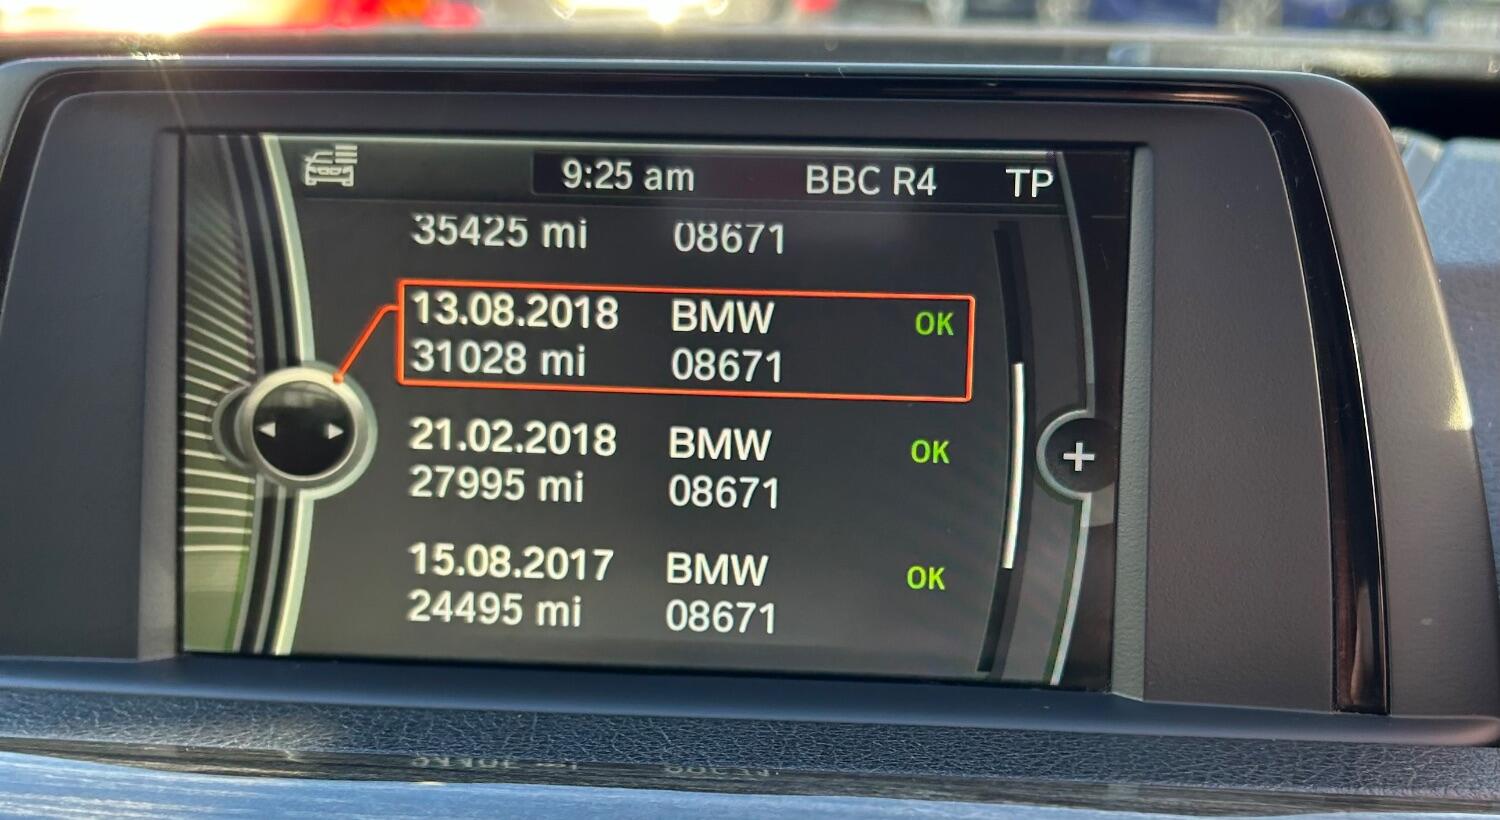 9:25 am BBC R4 TP
35425 mi 08671
13.08.2018 BMW OK
31028 mi 08671
21.02.2018 BMW OK
27995 mi 08671
15.08.2017 BMW OK
24495 mi 08671